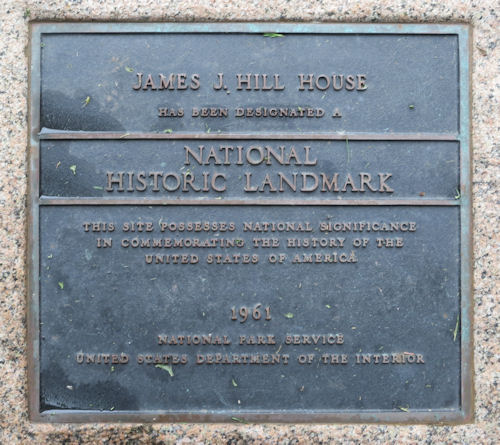 JAMES J. HILL HOUSE
HAS BEEN DESIGNATED A
NATIONAL
HISTORIC LANDMARK
THIS SITE POSSESSES NATIONAL SIGNIFICANCE
IN COMMEMORATING THE HISTORY OF THE
UNITED STATES OF AMERICA
1961
NATIONAL PARK SERVICE
UNITED STATES DEPARTMENT OF THE INTERIOR